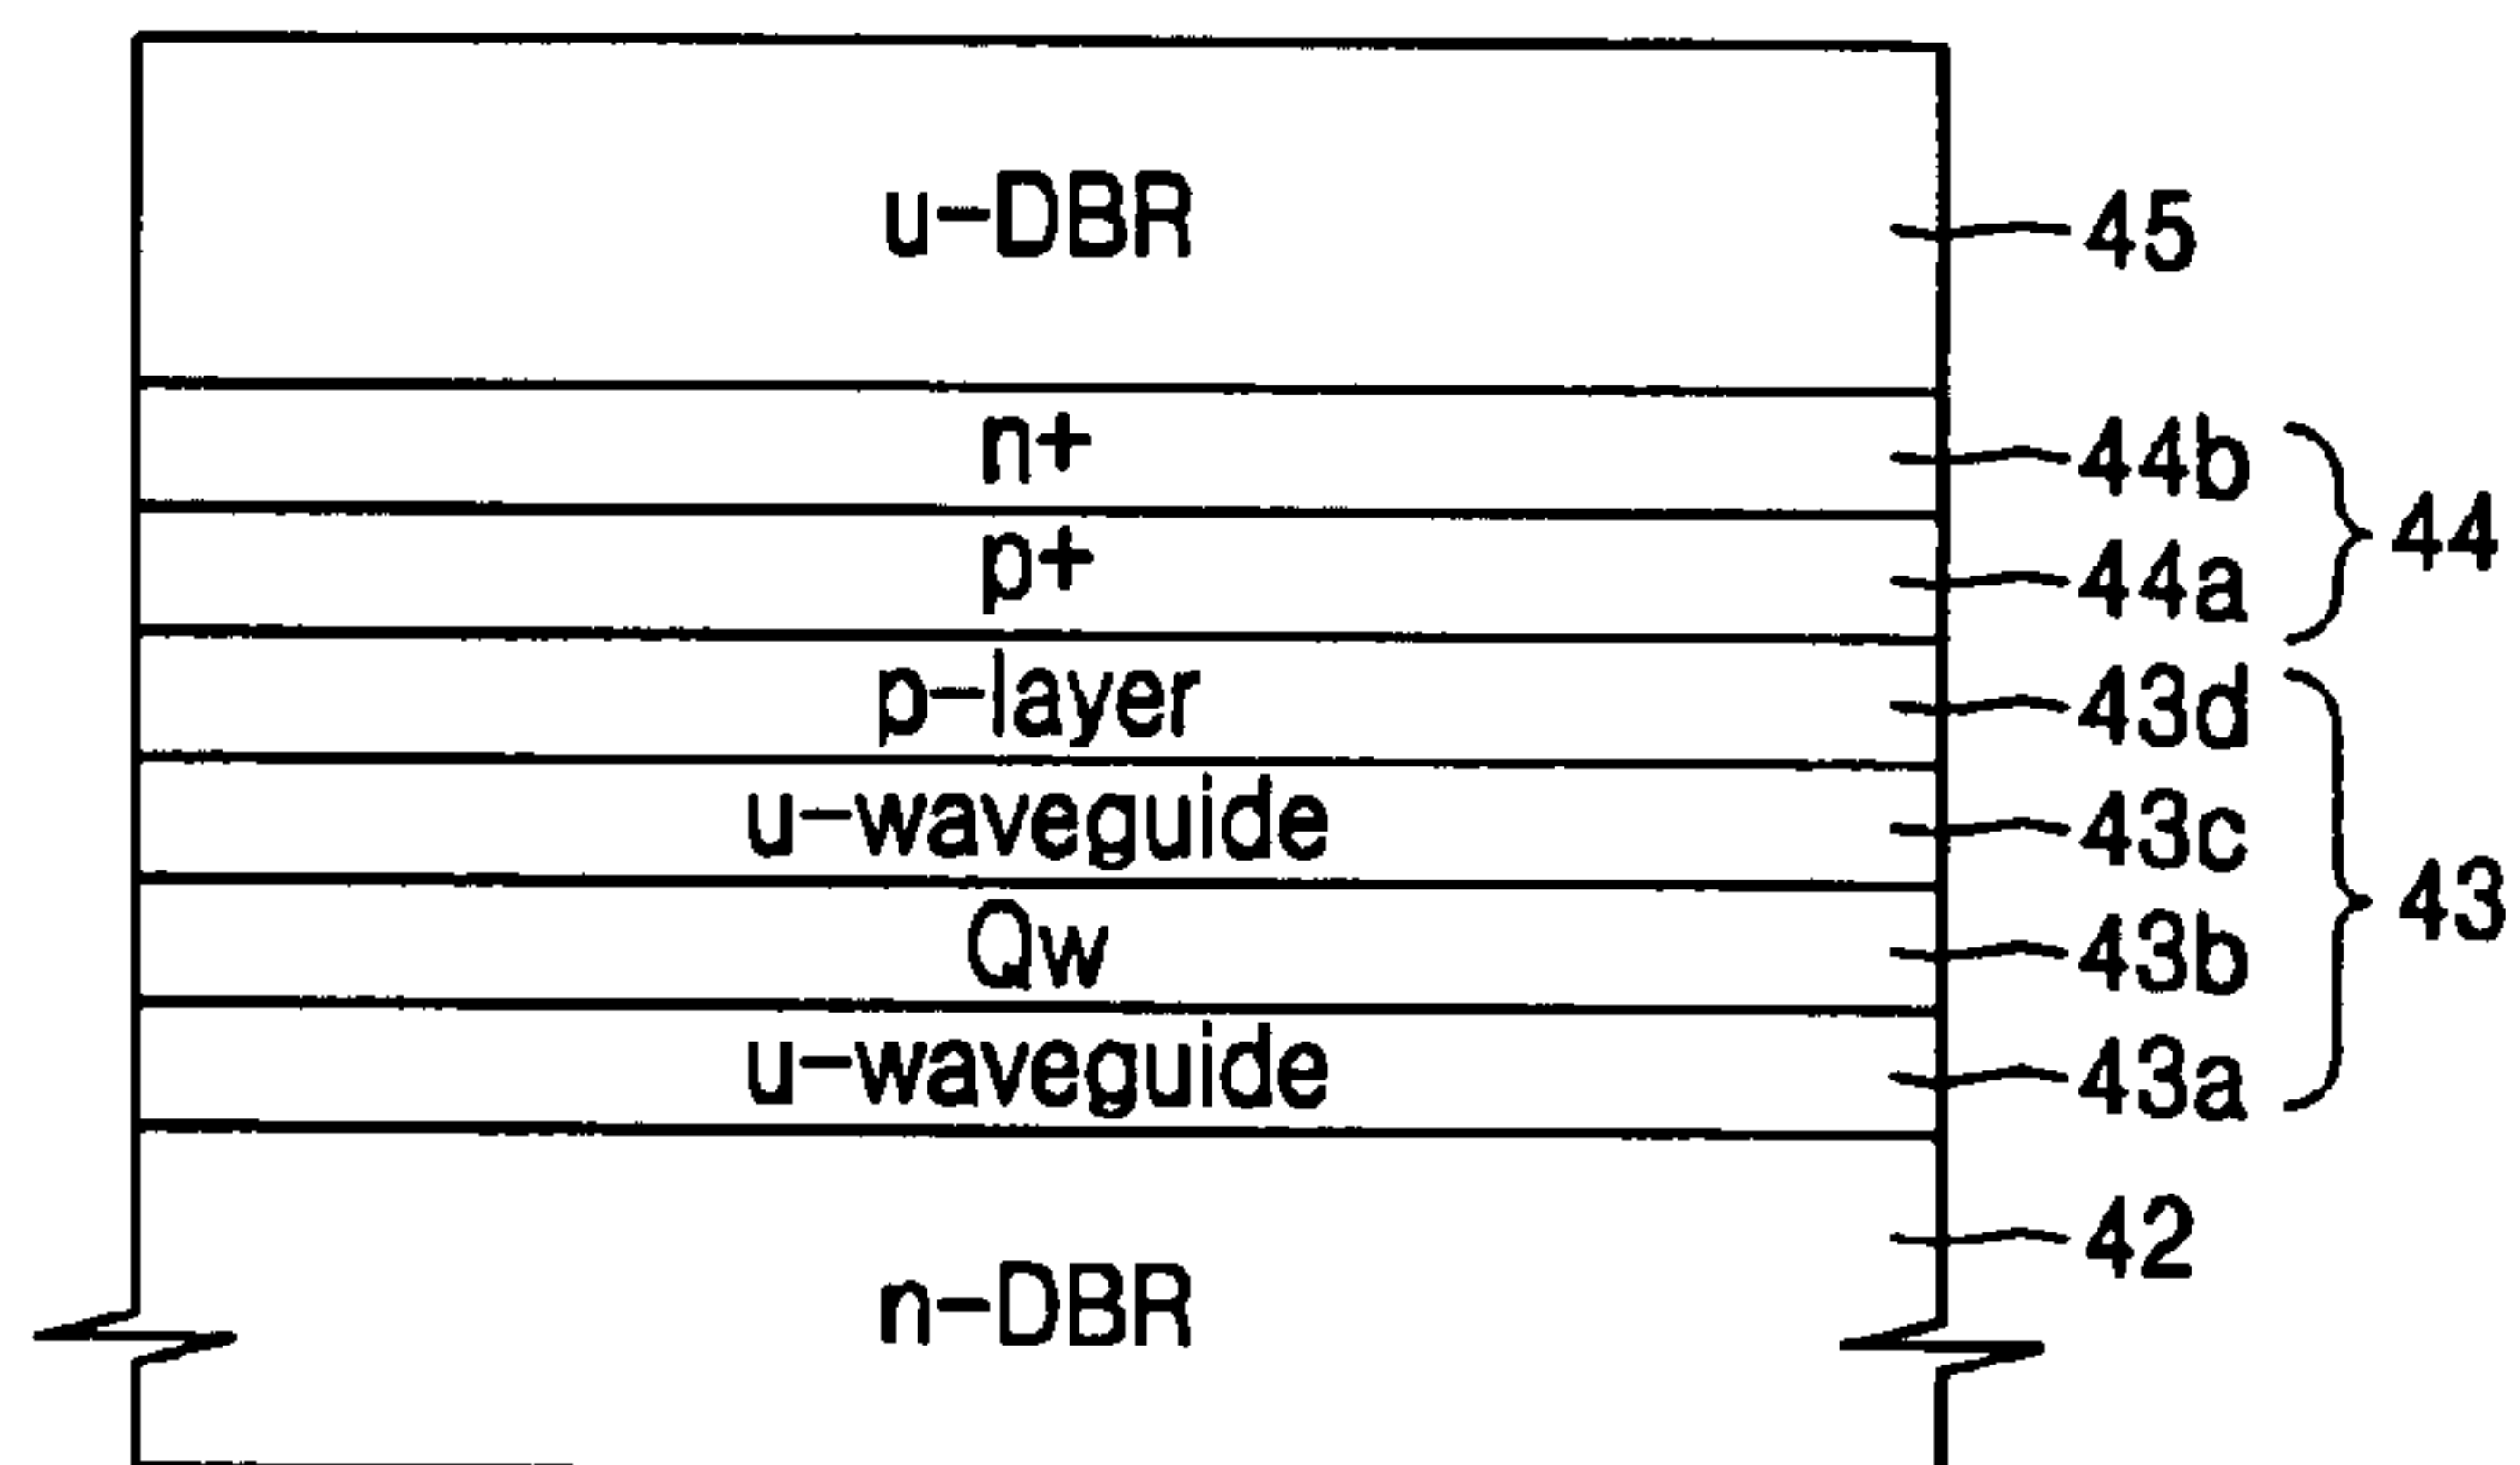 u-DBR 45
n+ 44b
p+ 44a
44
p-layer 43d
u-waveguide 43c
43
Qw 43b
u-waveguide 43a
n-DBR 42